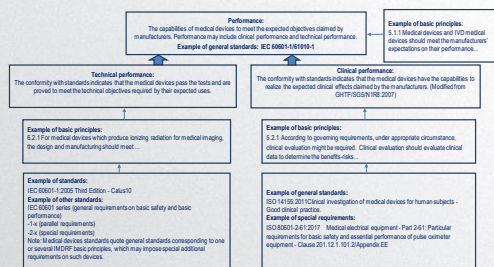 Performance:
The capabilities of medical devices to meet the expected objectives claimed by
manufacturers. Performance may include clinical performance and technical performance.
Example of general standards: IEC 60601-1/61010-1
Example of basic principles:
5.1.1 Medical devices and IVD medical
devices should meet the manufacturers'
expectations on their performance...
Technical performance:
The conformity with standards indicates that the medical devices pass the tests and are
proved to meet the technical objectives required by their expected uses.
Clinical performance:
The conformity with standards indicates that the medical devices have the capabilities to
realize the expected clinical effects claimed by the manufacturers. (Modified from
GHTF/SG5/N1R8:2007)
Example of basic principles:
6.2.1 For medical devices which produce ionizing radiation for medical imaging,
the design and manufacturing should meet ...
Example of basic principles:
5.2.1 According to governing requirements, under appropriate circumstance,
clinical evaluation might be required. Clinical evaluation should evaluate clinical
data to determine the benefits-risks...
Example of standards:
IEC 60601-1:2005 Third Edition - Calus10
Example of other standards:
IEC 60601 series (general requirements on basic safety and basic
performance)
-1-x (parallel requirements)
-2-x (special requirements)
Note: Medical devices standards quote general standards corresponding to one
or several IMDRF basic principles, which may impose special additional
requirements on such devices.
Example of general standards:
ISO 14155:2011Clinical investigation of medical devices for human subjects -
Good clinical practice.
Example of special requirements:
ISO80601-2-61:2017 Medical electrical equipment - Part 2-61: Particular
requirements for basic safety and essential performance of pulse oximeter
equipment - Clause 201.12.1.101.2/Appendix EE